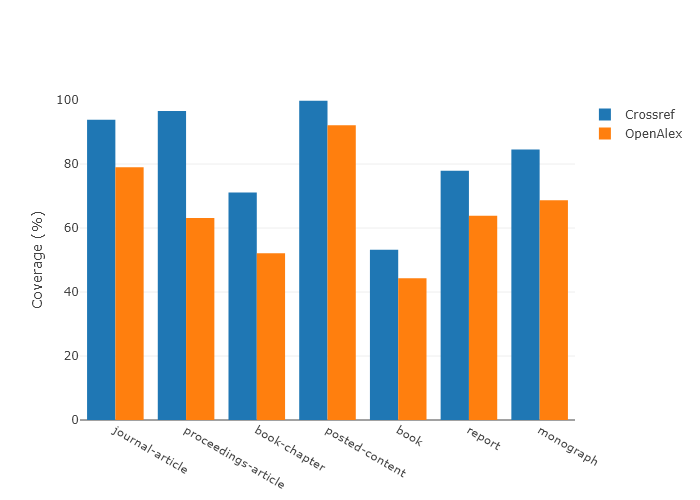 100
80
60
40
20
0
Coverage (%)
journal-article
proceedings-article
book-chapter
posted-content
book
report
monograph
Crossref
OpenAlex